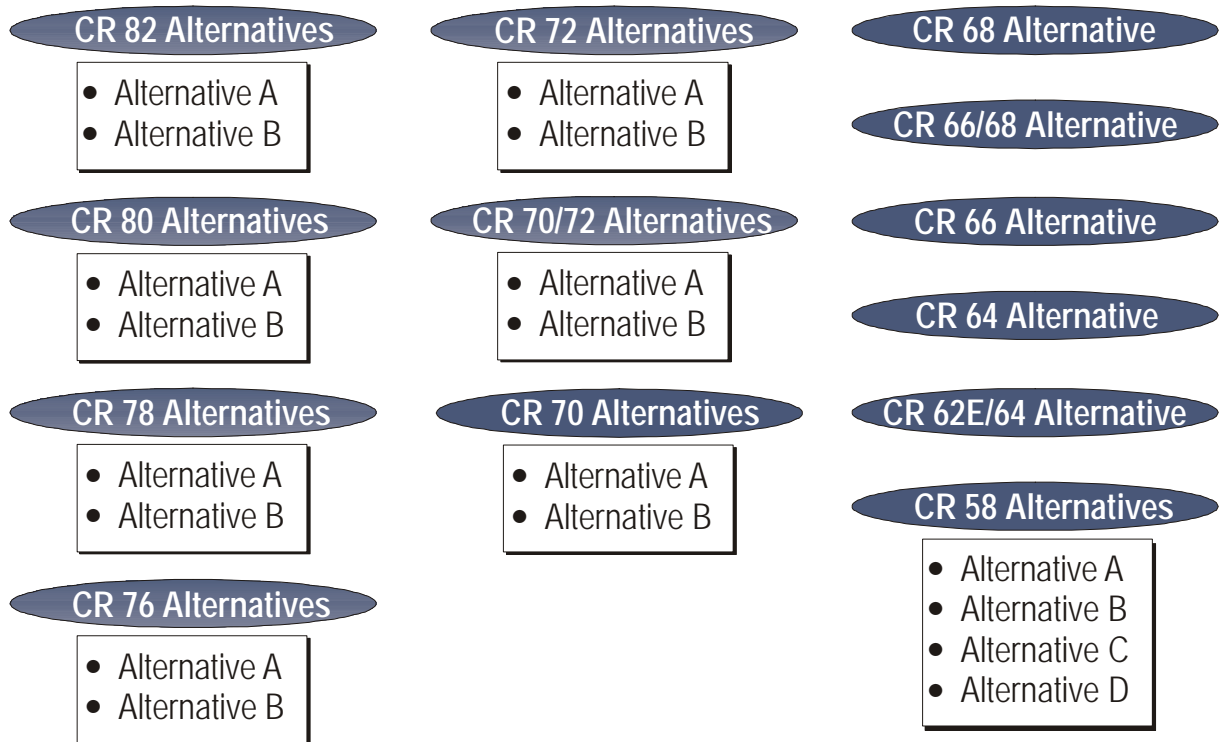 CR 82 Alternatives
• Alternative A
• Alternative B
CR 80 Alternatives
• Alternative A
• Alternative B
CR 78 Alternatives
• Alternative A
• Alternative B
CR 76 Alternatives
• Alternative A
• Alternative B
CR 72 Alternatives
• Alternative A
• Alternative B
CR 70/72 Alternatives
• Alternative A
• Alternative B
CR 70 Alternatives
• Alternative A
• Alternative B
CR 68 Alternative
CR 66/68 Alternative
CR 66 Alternative
CR 64 Alternative
CR 62E/64 Alternative
CR 58 Alternatives
• Alternative A
• Alternative B
• Alternative C
• Alternative D